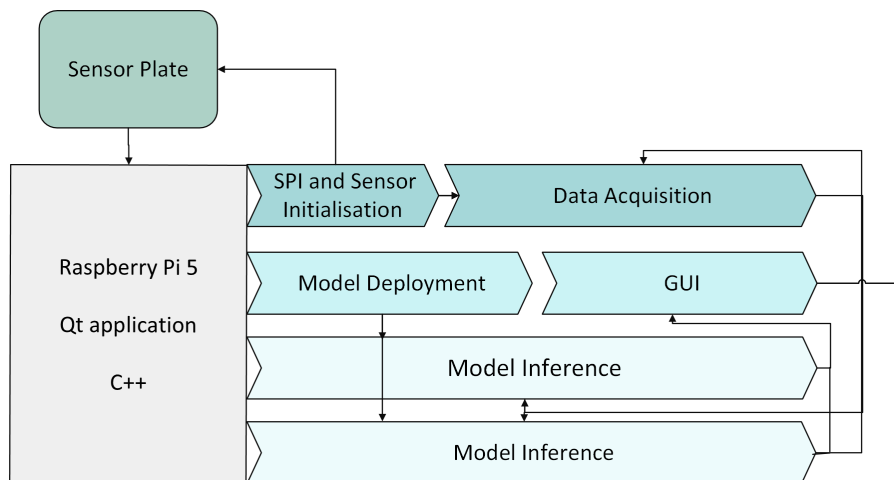 Sensor Plate
SPI and Sensor
Initialisation
Data Acquisition
Raspberry Pi 5
Qt application
C++
Model Deployment
GUI
Model Inference
Model Inference